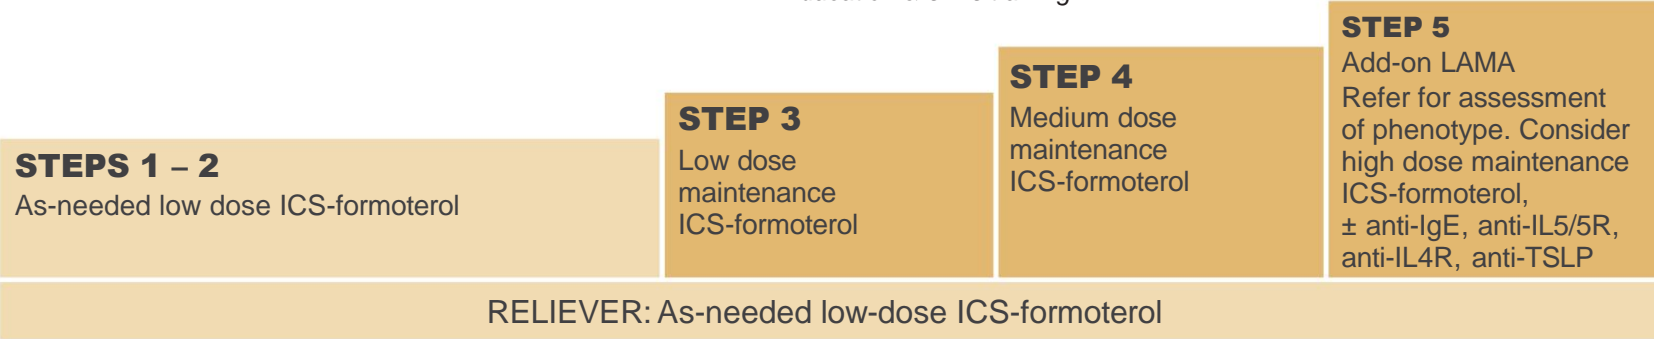 STEPS 1 – 2
As-needed low dose ICS-formoterol
STEP 3
Low dose
maintenance
ICS-formoterol
STEP 4
Medium dose
maintenance
ICS-formoterol
STEP 5
Add-on LAMA
Refer for assessment
of phenotype. Consider
high dose maintenance
ICS-formoterol,
± anti-IgE, anti-IL5/5R,
anti-IL4R, anti-TSLP
RELIEVER: As-needed low-dose ICS-formoterol